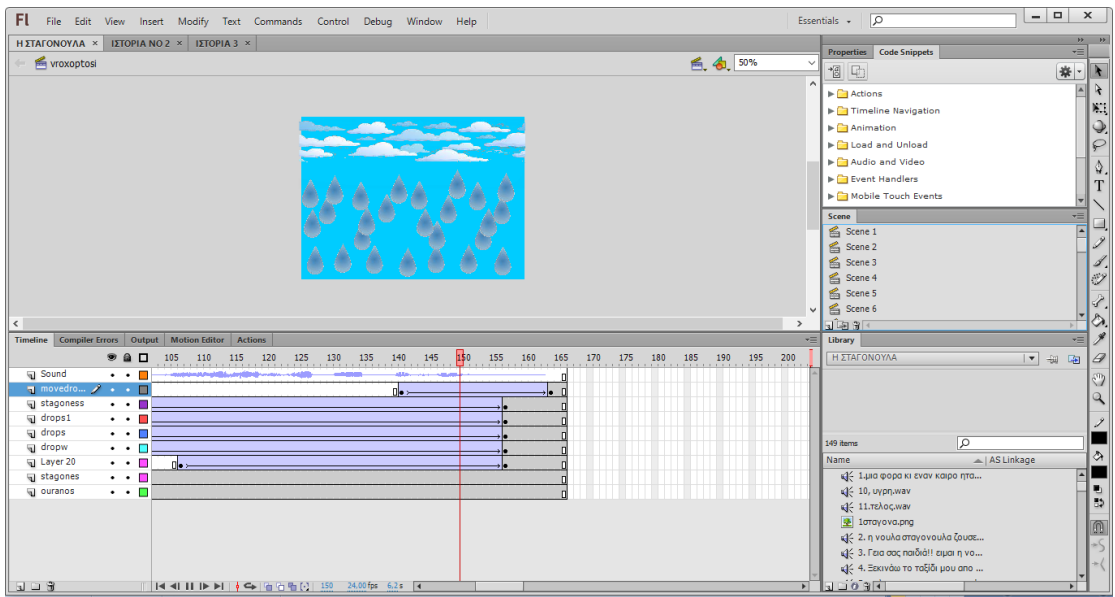 Fl File Edit View Insert Modify Text Commands Control Debug Window Help Essentials
Η ΣΤΑΓΟΝΟΥΛΑ × ΙΣΤΟΡΙΑ ΝΟ 2 × ΙΣΤΟΡΙΑ 3 ×
vroxoptosi 50%
Properties Code Snippets
Actions
Timeline Navigation
Animation
Load and Unload
Audio and Video
Event Handlers
Mobile Touch Events
Scene
Scene 1
Scene 2
Scene 3
Scene 4
Scene 5
Scene 6
Timeline Compiler Errors Output Motion Editor Actions
105 110 115 120 125 130 135 140 145 150 155 160 165 170 175 180 185 190 195 200
Sound
movedro...
stagoness
drops1
drops
dropw
Layer 20
stagones
ouranos
150 24,00 fps 6,2 s
Library
Η ΣΤΑΓΟΝΟΥΛΑ
149 items
Name AS Linkage
1.μια φορα κι εναν καιρο ητα...
10, υγρη.wav
11.τελος.wav
1σταγονα.png
2. η νουλα σταγονουλα ζουσε...
3. Γεια σας παιδιά!! ειμαι η νο...
4. Ξεκινάω το ταξίδι μου απο ...